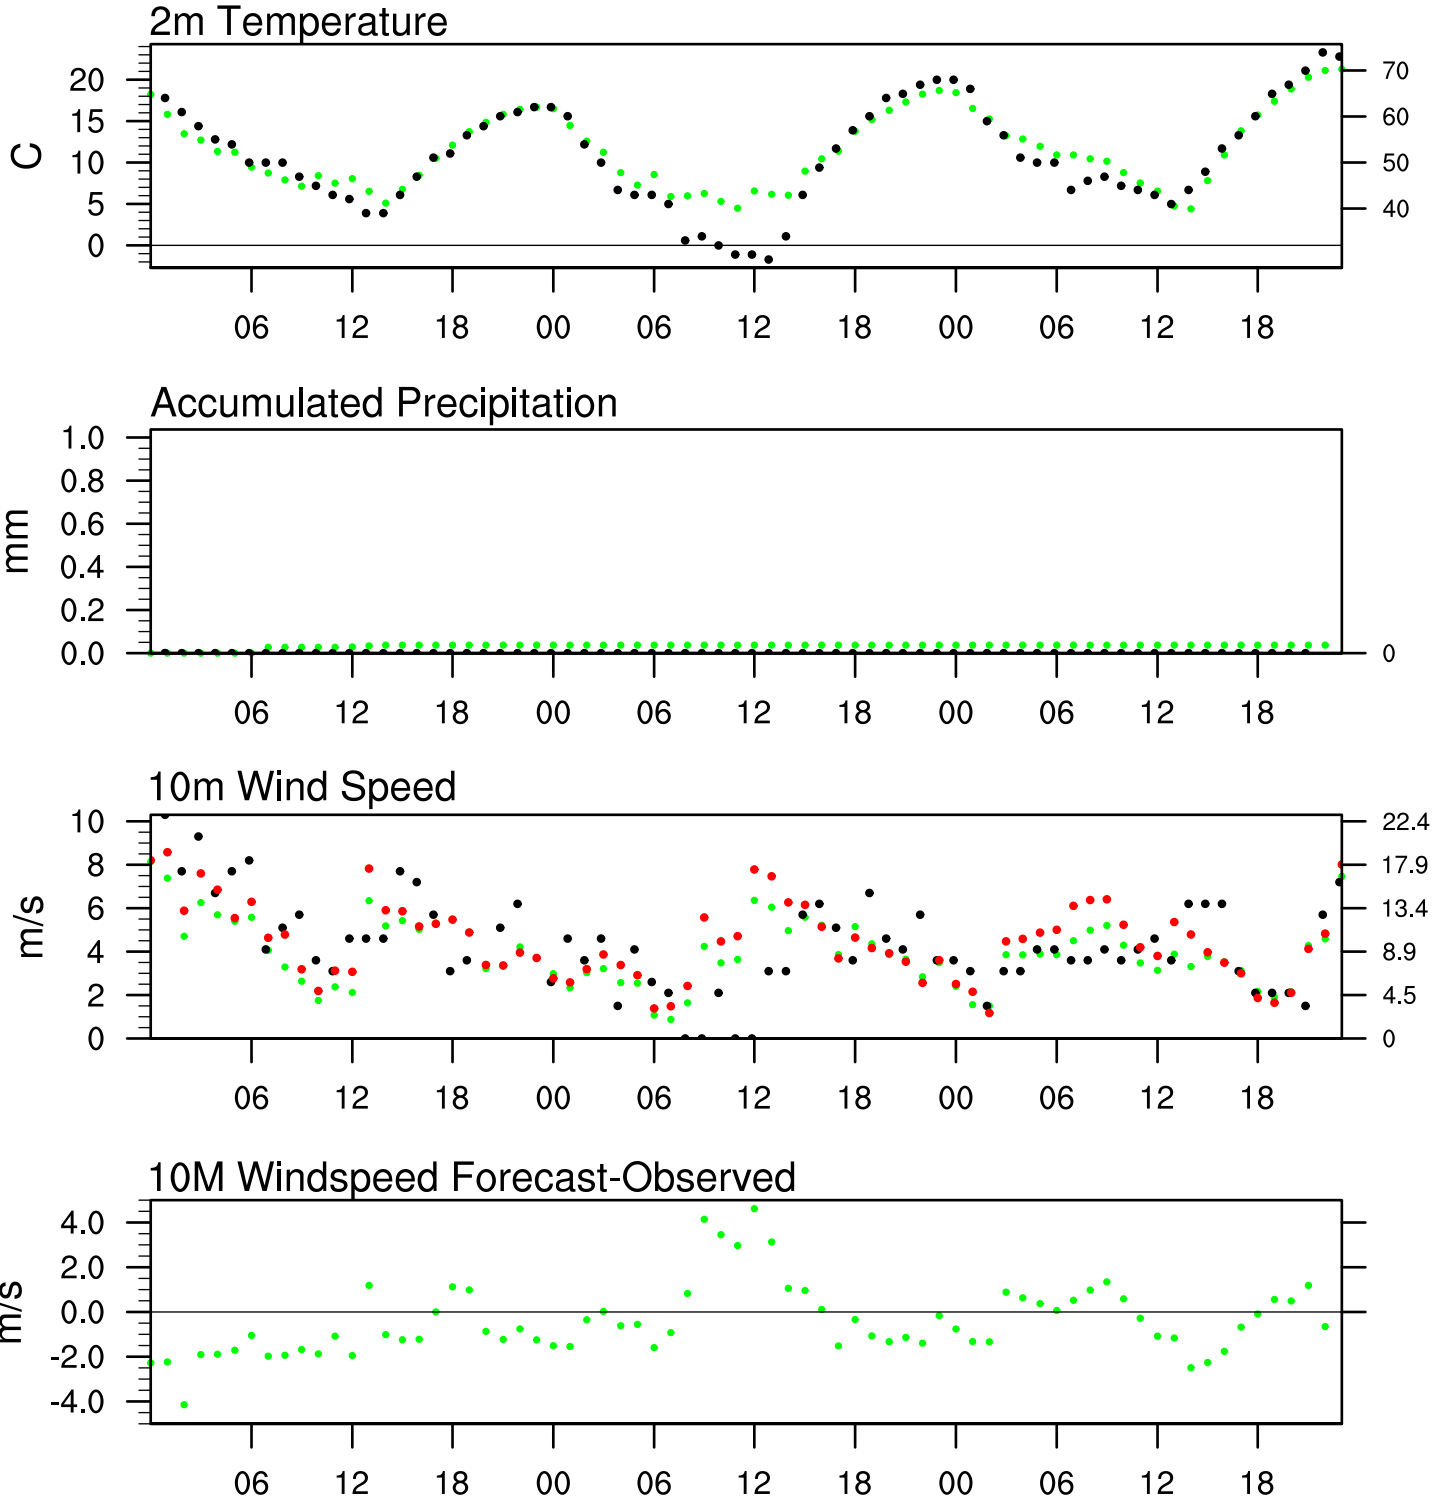 2m Temperature
20
15
10
5
0
C
70
60
50
40
06 12 18 00 06 12 18 00 06 12 18
Accumulated Precipitation
1.0
0.8
0.6
0.4
0.2
0.0
mm
0
06 12 18 00 06 12 18 00 06 12 18
10m Wind Speed
10
8
6
4
2
0
m/s
22.4
17.9
13.4
8.9
4.5
0
06 12 18 00 06 12 18 00 06 12 18
10M Windspeed Forecast-Observed
4.0
2.0
0.0
-2.0
-4.0
m/s
06 12 18 00 06 12 18 00 06 12 18